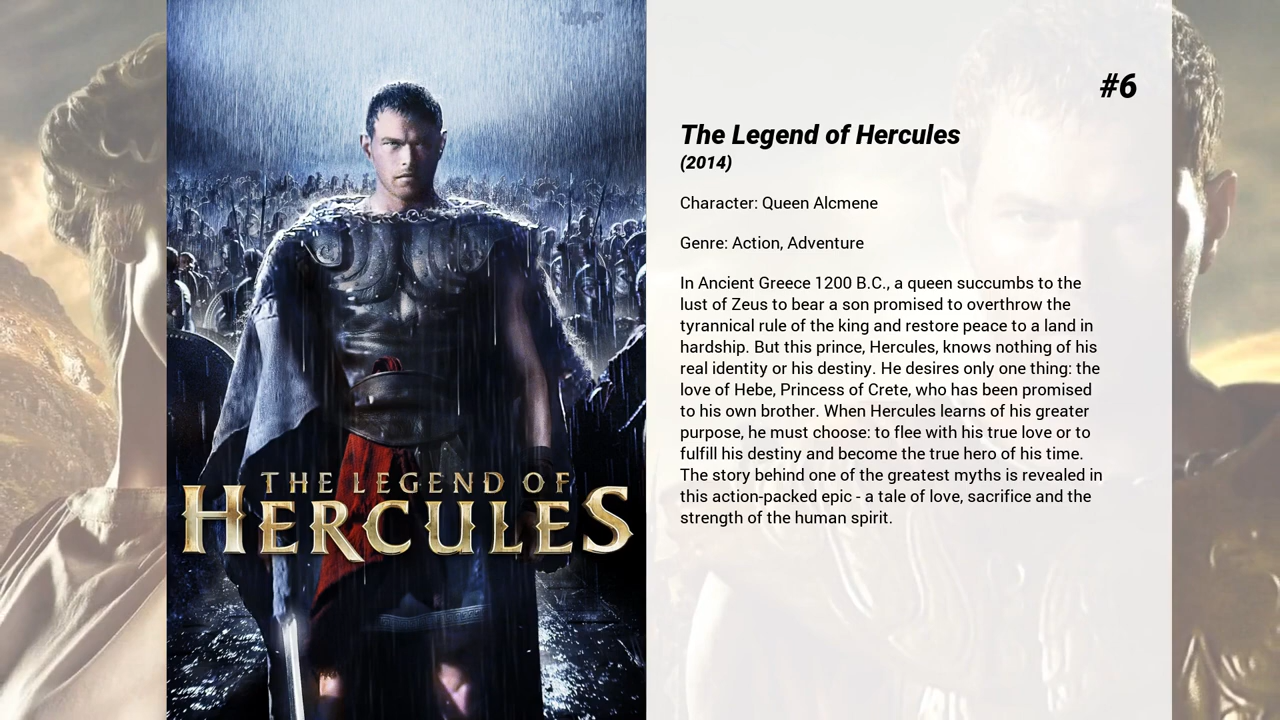 THE LEGEND OF
HERCULES
#6
The Legend of Hercules
(2014)
Character: Queen Alcmene
Genre: Action, Adventure
In Ancient Greece 1200 B.C., a queen succumbs to the
lust of Zeus to bear a son promised to overthrow the
tyrannical rule of the king and restore peace to a land in
hardship. But this prince, Hercules, knows nothing of his
real identity or his destiny. He desires only one thing: the
love of Hebe, Princess of Crete, who has been promised
to his own brother. When Hercules learns of his greater
purpose, he must choose: to flee with his true love or to
fulfill his destiny and become the true hero of his time.
The story behind one of the greatest myths is revealed in
this action-packed epic - a tale of love, sacrifice and the
strength of the human spirit.